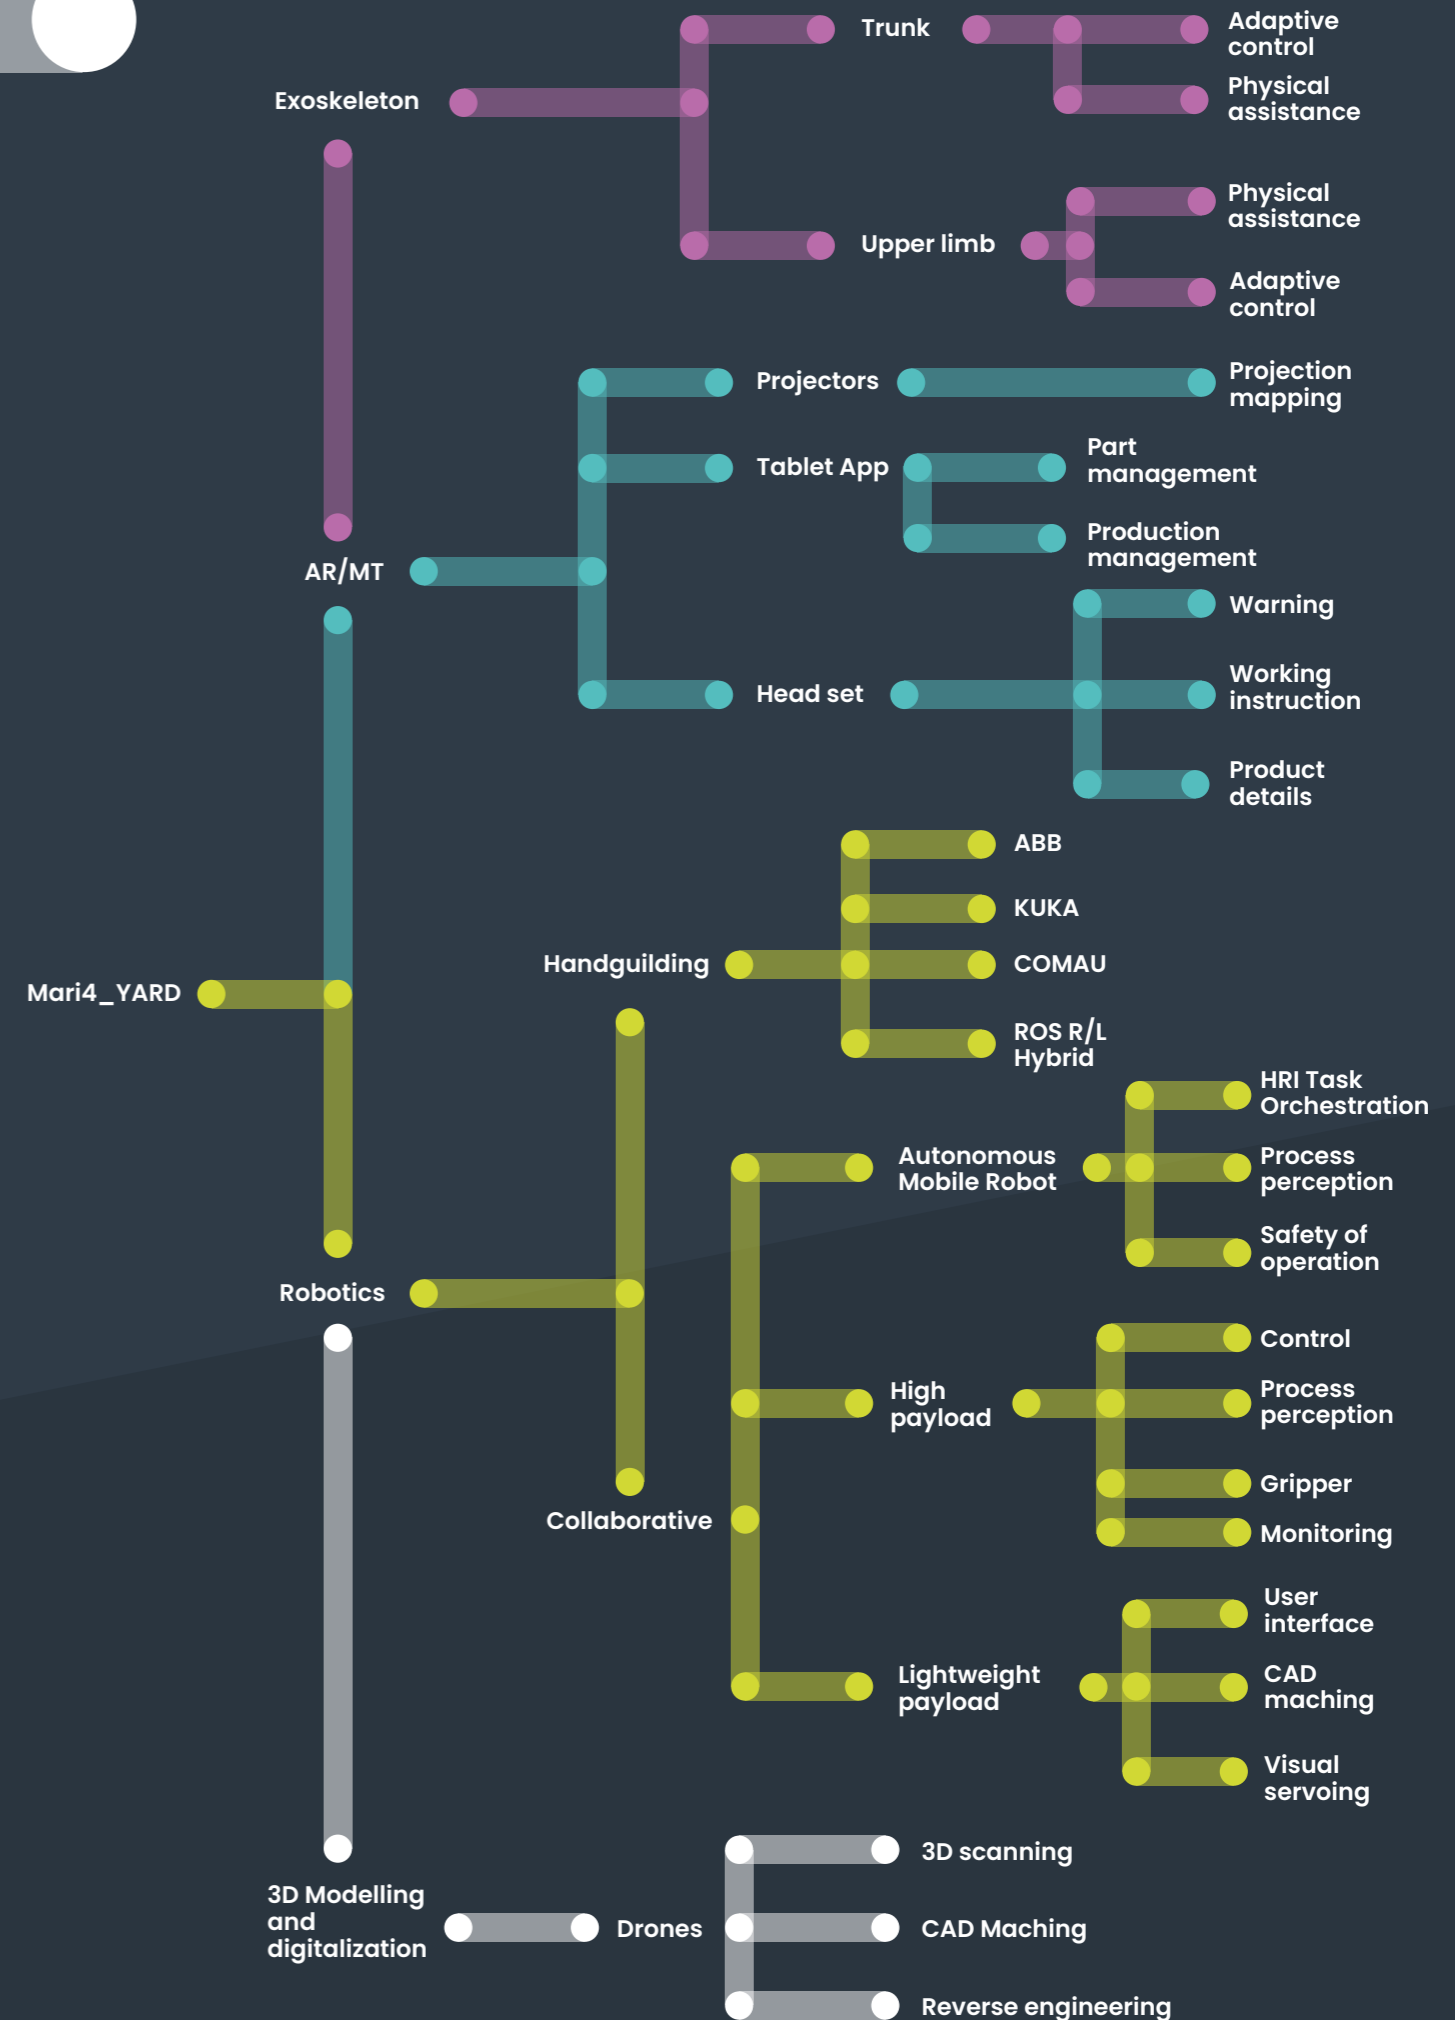 Trunk
Adaptive
control
Exoskeleton
Physical
assistance
Physical
assistance
Upper limb
Adaptive
control
Projectors
Projection
mapping
Tablet App
Part
management
Production
management
AR/MT
Warning
Head set
Working
instruction
Product
details
ABB
KUKA
Handguilding
COMAU
Mari4_YARD
ROS R/L
Hybrid
HRI Task
Orchestration
Autonomous
Mobile Robot
Process
perception
Safety of
operation
Robotics
Control
High
payload
Process
perception
Gripper
Collaborative
Monitoring
User
interface
Lightweight
payload
CAD
maching
Visual
servoing
3D scanning
3D Modelling
and
digitalization
Drones
CAD Maching
Reverse engineering